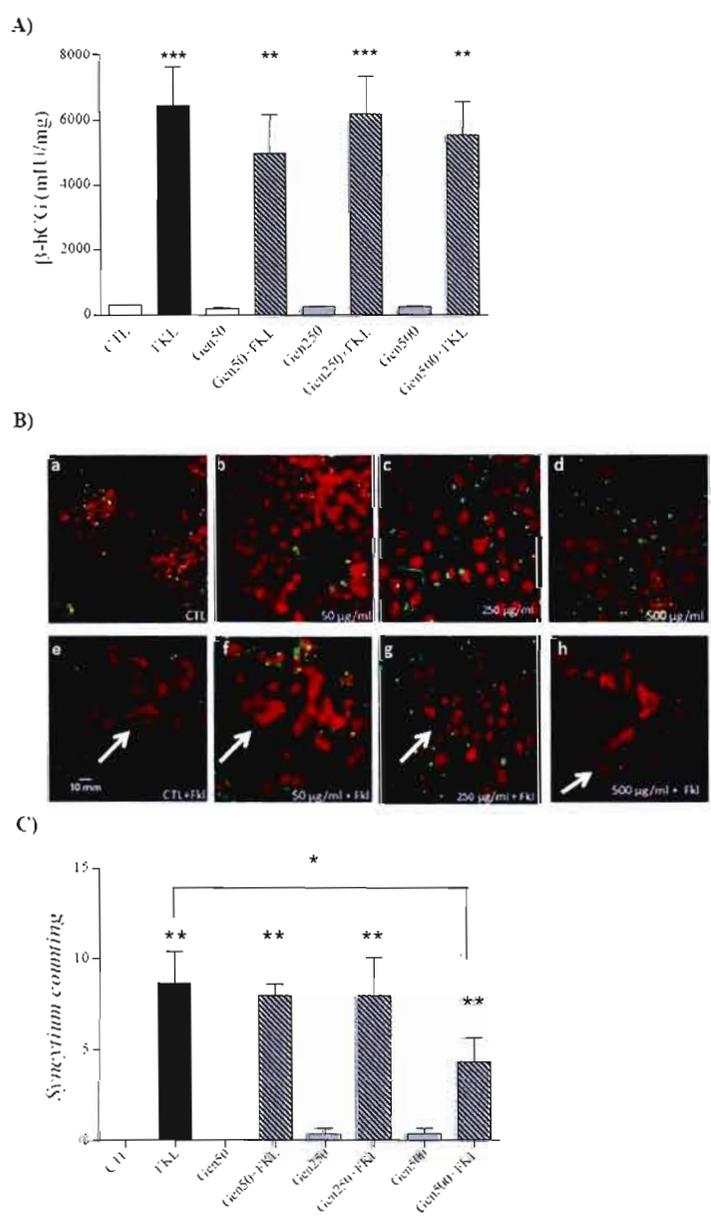 A)
8000
*** ** *** **
6000
4000
2000
0
β-hCG (mIU/mg)
CTL FKL Gen50 Gen50+FKL Gen250 Gen250+FKL Gen500 Gen500+FKL
B)
a b c d
CTL 50 µg/ml 250 µg/ml 500 µg/ml
e f g h
10 mm
CTL+Fkl 50 µg/ml + Fkl 250 µg/ml + Fkl 500 µg/ml + Fkl
C)
15
*
** ** **
10
**
5
Syncytium counting
CTL FKL Gen50 Gen50+FKL Gen250 Gen250+FKL Gen500 Gen500+FKL